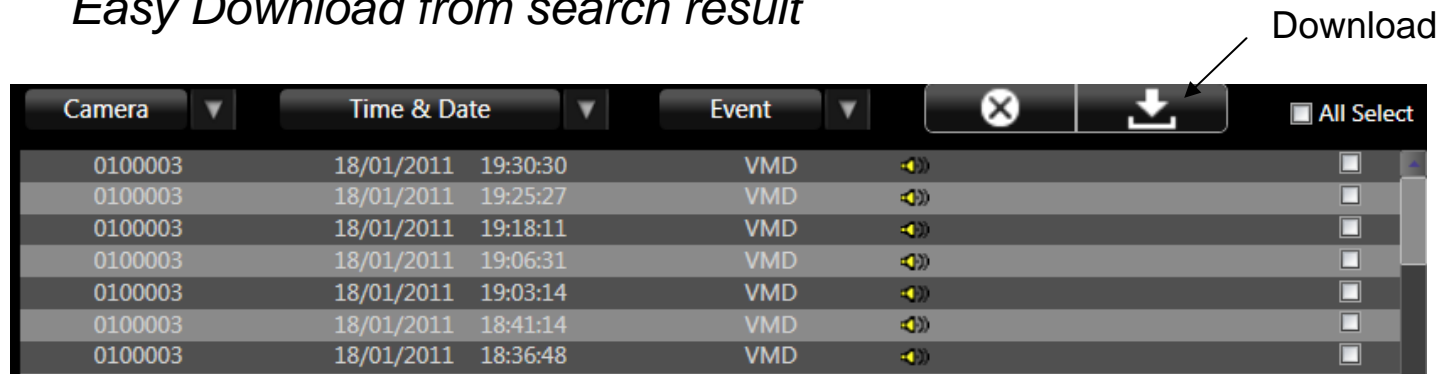 Easy Download from search result
Download
Camera Time & Date Event All Select
0100003 18/01/2011 19:30:30 VMD
0100003 18/01/2011 19:25:27 VMD
0100003 18/01/2011 19:18:11 VMD
0100003 18/01/2011 19:06:31 VMD
0100003 18/01/2011 19:03:14 VMD
0100003 18/01/2011 18:41:14 VMD
0100003 18/01/2011 18:36:48 VMD